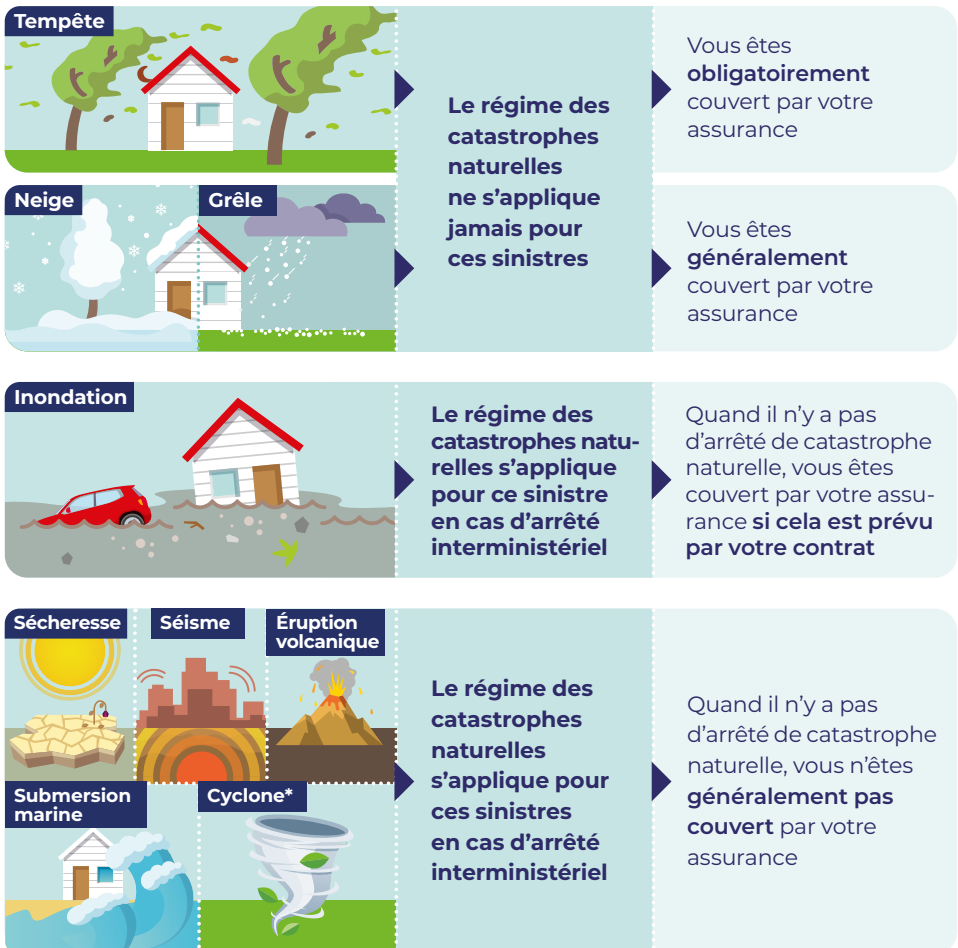 Tempête
Le régime des
catastrophes
naturelles
ne s'applique
jamais pour
ces sinistres
Vous êtes
obligatoirement
couvert par votre
assurance
Neige
Grêle
Vous êtes
généralement
couvert par votre
assurance
Inondation
Le régime des
catastrophes natu-
relles s'applique
pour ce sinistre
en cas d'arrêté
interministériel
Quand il n'y a pas
d'arrêté de catastrophe
naturelle, vous êtes
couvert par votre assu-
rance si cela est prévu
par votre contrat
Sécheresse
Séisme
Éruption
volcanique
Submersion
marine
Cyclone*
Le régime des
catastrophes
naturelles
s'applique pour
ces sinistres
en cas d'arrêté
interministériel
Quand il n'y a pas
d'arrêté de catastrophe
naturelle, vous n'êtes
généralement pas
couvert par votre
assurance